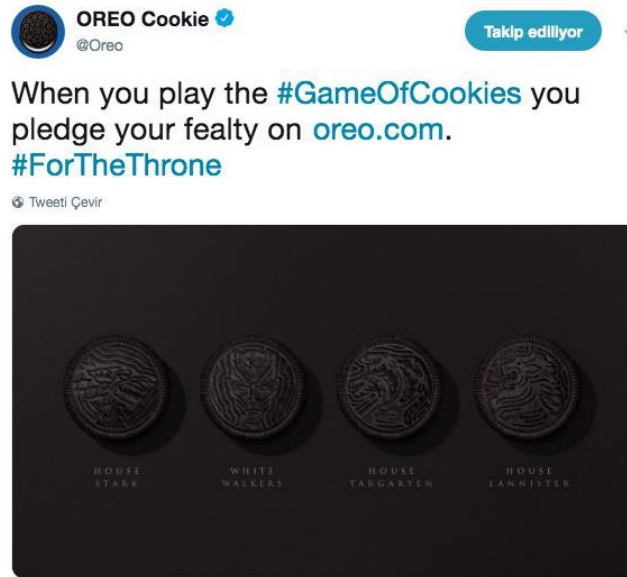 OREO Cookie
@Oreo
Takip ediliyor
When you play the #GameOfCookies you
pledge your fealty on oreo.com.
#ForTheThrone
Tweeti Çevir
HOUSE
STARK
WHITE
WALKERS
HOUSE
TARGARYEN
HOUSE
LANNISTER